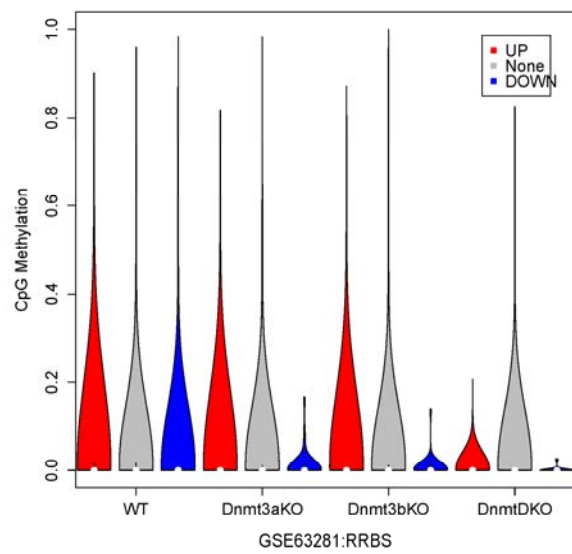 1.0
0.8
0.6
0.4
0.2
0.0
CpG Methylation
UP
None
DOWN
WT
Dnmt3aKO
Dnmt3bKO
DnmtDKO
GSE63281:RRBS